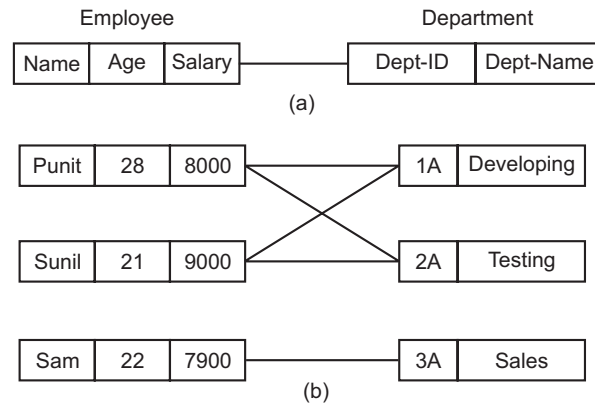 Employee Department
Name Age Salary Dept-ID Dept-Name
(a)
Punit 28 8000 1A Developing
Sunil 21 9000 2A Testing
Sam 22 7900 3A Sales
(b)